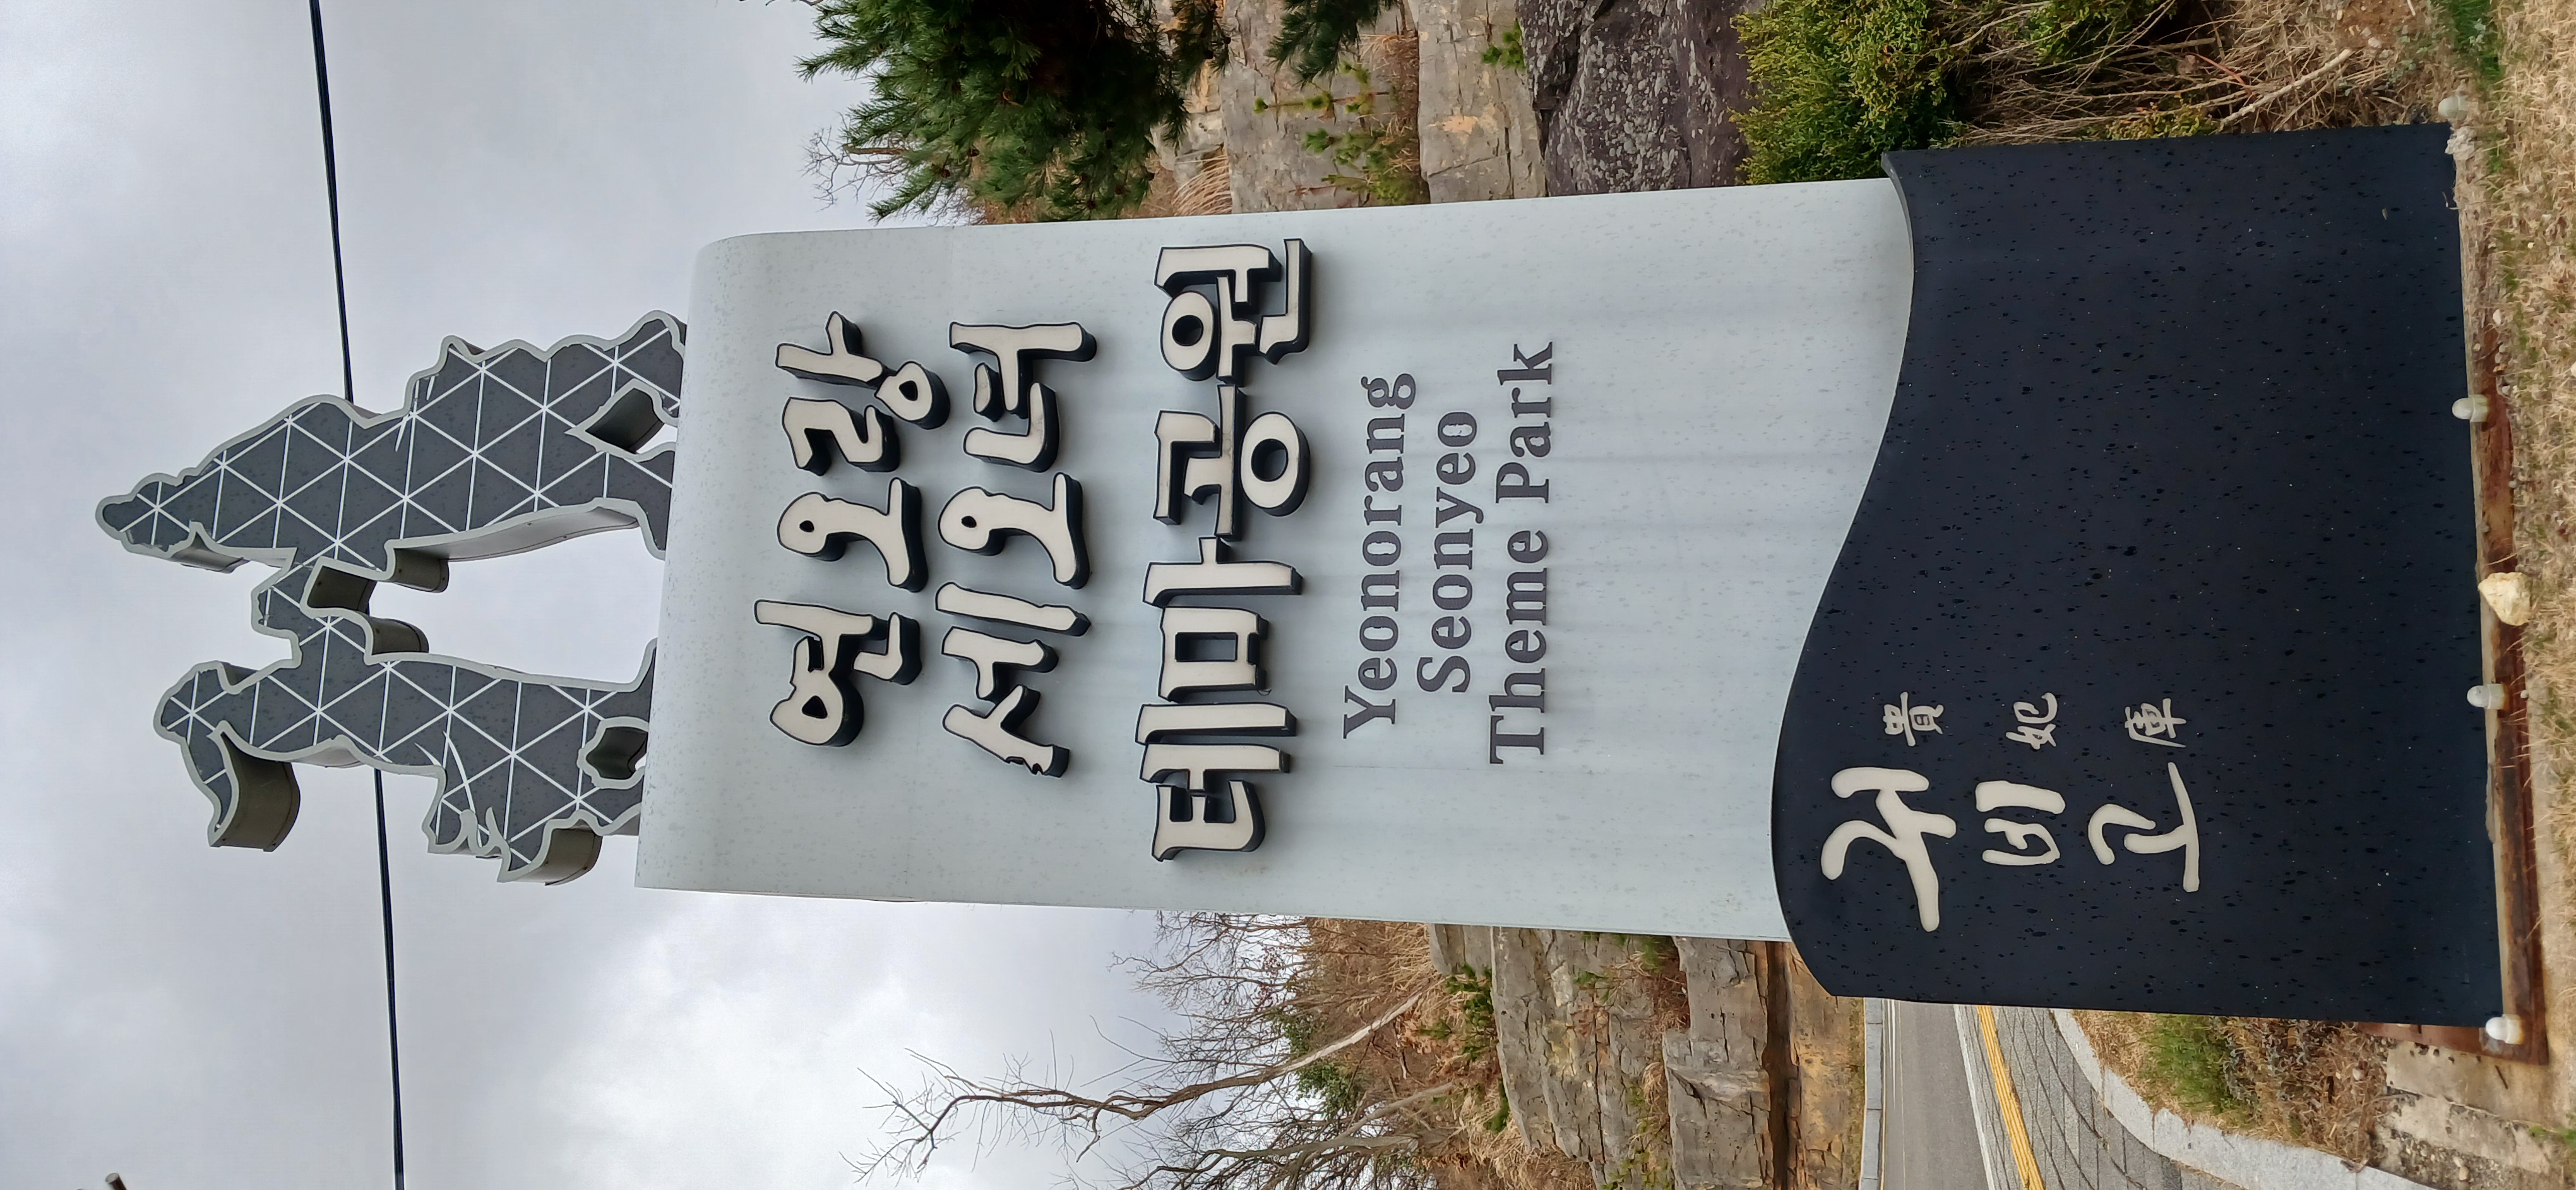 연오랑
세오녀
테마공원
Yeonorang
Seonyeo
Theme Park
귀 貴
비 妃
고 庫